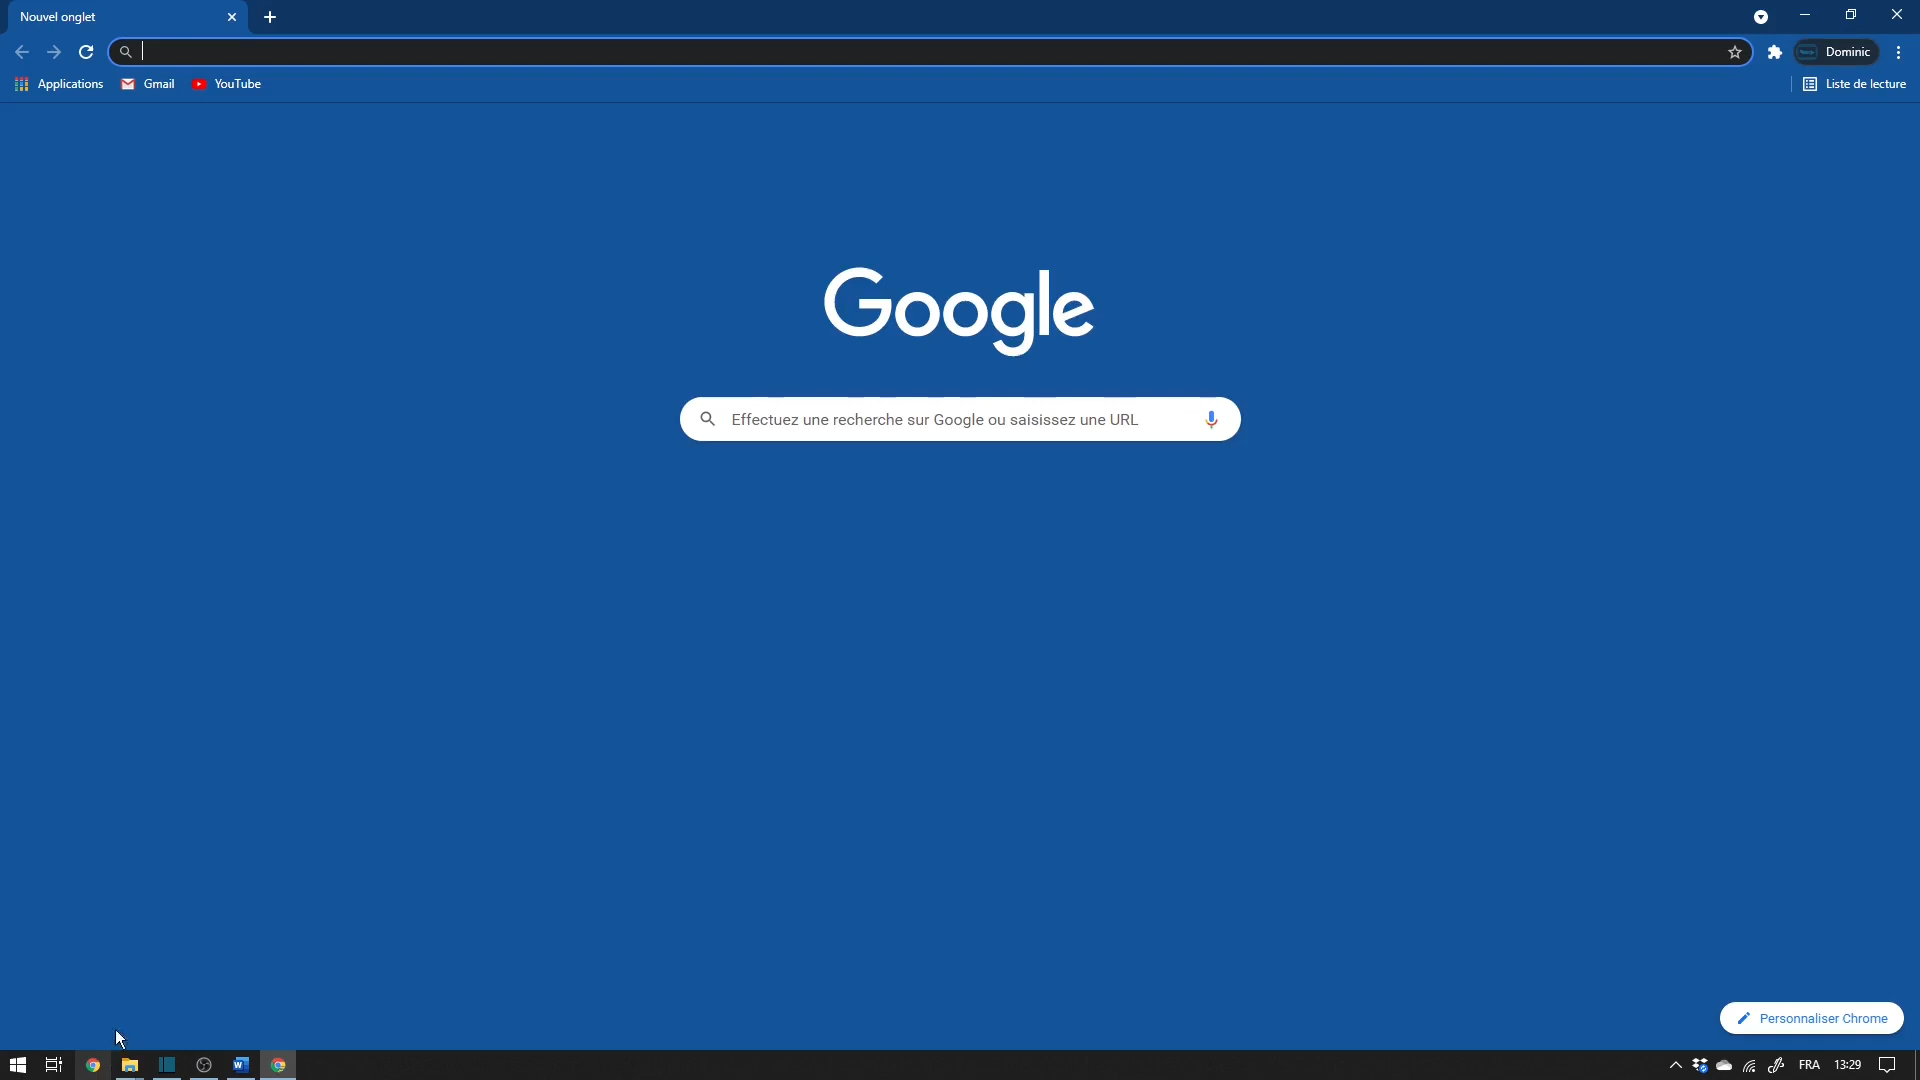 Nouvel onglet
Dominic
Applications Gmail YouTube Liste de lecture
Google
Effectuez une recherche sur Google ou saisissez une URL
Personnaliser Chrome
FRA 13:29